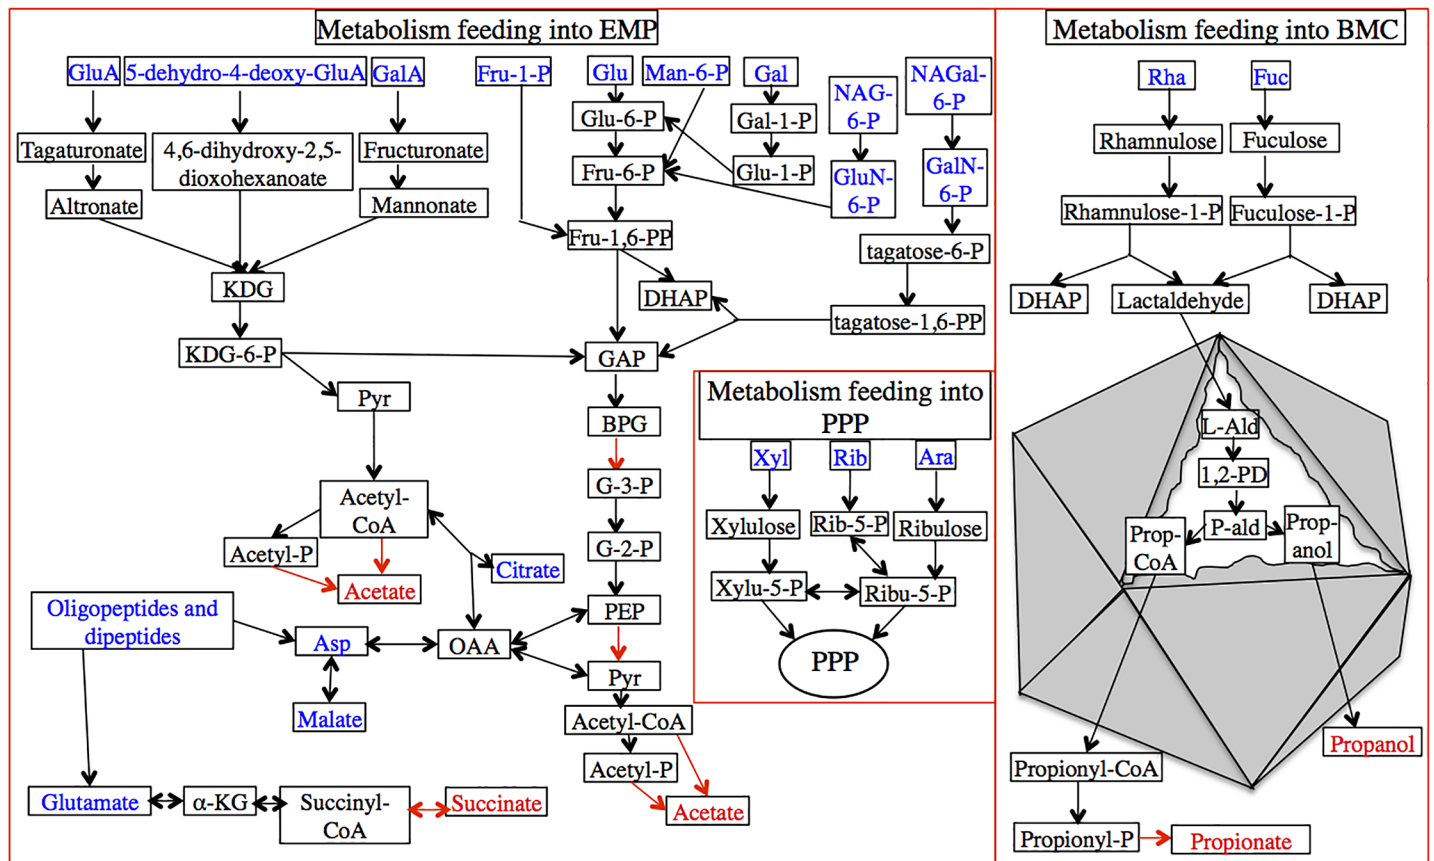 Metabolism feeding into EMP
GluA
5-dehydro-4-deoxy-GluA
GalA
Fru-1-P
Glu
Man-6-P
Gal
NAG-
6-P
NAGal-
6-P
Glu-6-P
Gal-1-P
Tagaturonate
4,6-dihydroxy-2,5-
dioxohexanoate
Fructuronate
Fru-6-P
Glu-1-P
GluN-
6-P
GalN-
6-P
Altronate
Mannonate
Fru-1,6-PP
tagatose-6-P
KDG
DHAP
tagatose-1,6-PP
KDG-6-P
GAP
Pyr
BPG
Acetyl-
CoA
G-3-P
Acetyl-P
G-2-P
Citrate
Acetate
Oligopeptides and
dipeptides
PEP
Asp
OAA
Pyr
Malate
Acetyl-CoA
Acetyl-P
Glutamate
α-KG
Succinyl-
CoA
Succinate
Acetate
Metabolism feeding into
PPP
Xyl
Rib
Ara
Xylulose
Rib-5-P
Ribulose
Xylu-5-P
Ribu-5-P
PPP
Metabolism feeding into BMC
Rha
Fuc
Rhamnulose
Fuculose
Rhamnulose-1-P
Fuculose-1-P
DHAP
Lactaldehyde
DHAP
L-Ald
1,2-PD
Prop-
CoA
P-ald
Prop-
anol
Propanol
Propionyl-CoA
Propionyl-P
Propionate